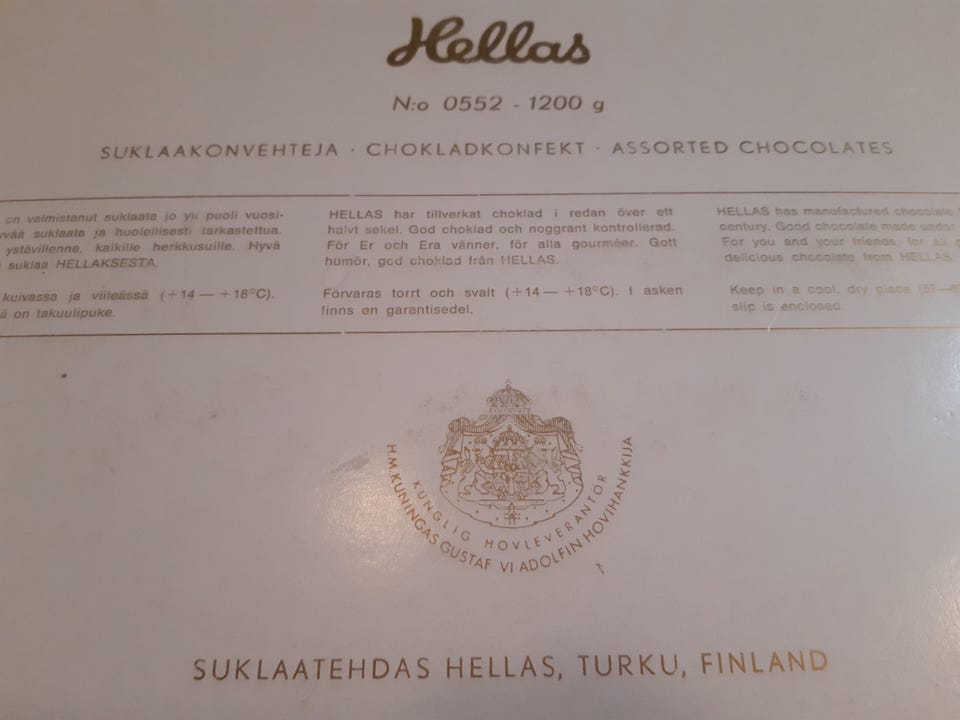 Hellas
N:o 0552 - 1200 g
SUKLAAKONVEHTEJA · CHOKLADKONFEKT · ASSORTED CHOCOLATES
on valmistanut suklaata jo yli puoli vuosi-
suklaata ja huolellisesti tarkastettua.
ystävillenne, kaikille herkkusuille. Hyvä
suklaa HELLAKSESTA.
kuivassa ja viileässä (+14 — +18°C).
on takuulipuke.
HELLAS har tillverkat choklad i redan över ett
halvt sekel. God choklad och noggrant kontrollerad.
För Er och Era vänner, för alla gourméer. Gott
humör, god choklad från HELLAS.
Förvaras torrt och svalt (+14 — +18°C). I asken
finns en garantisedel.
HELLAS has manufactured chocolate
century. Good chocolate made under
For you and your friends, for all
delicious chocolate from HELLAS.
Keep in a cool, dry place
slip is enclosed.
KUNGLIG HOVLEVERANTÖR
H.M.KUNINGAS GUSTAF VI ADOLFIN HOVIHANKKIJA
SUKLAATEHDAS HELLAS, TURKU, FINLAND